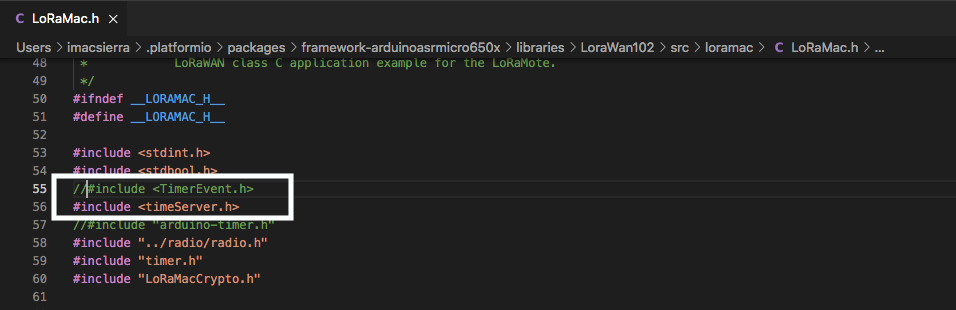 C LoRaMac.h ×
Users › imacsierra › .platformio › packages › framework-arduinoasrmicro650x › libraries › LoraWan102 › src › loramac › C LoRaMac.h › ...
48 * LoRaWAN class C application example for the LoRaMote.
49 */
50 #ifndef __LORAMAC_H__
51 #define __LORAMAC_H__
52
53 #include <stdint.h>
54 #include <stdbool.h>
55 //#include <TimerEvent.h>
56 #include <timeServer.h>
57 //#include "arduino-timer.h"
58 #include "../radio/radio.h"
59 #include "timer.h"
60 #include "LoRaMacCrypto.h"
61